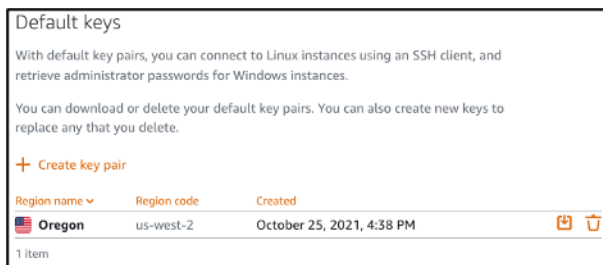 Default keys
With default key pairs, you can connect to Linux instances using an SSH client, and
retrieve administrator passwords for Windows instances.
You can download or delete your default key pairs. You can also create new keys to
replace any that you delete.
+ Create key pair
Region name Region code Created
Oregon us-west-2 October 25, 2021, 4:38 PM
1 item